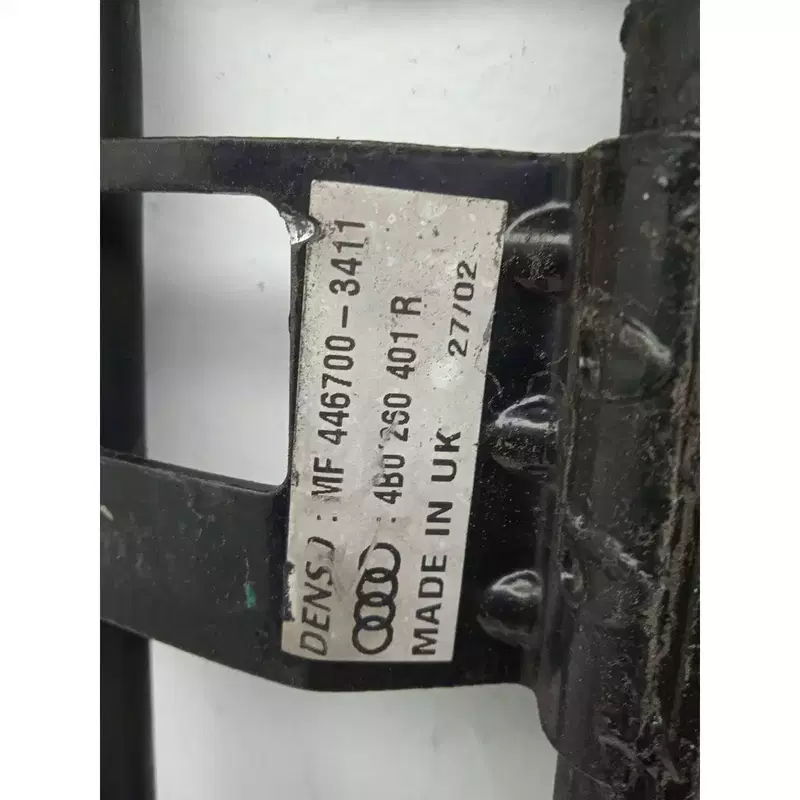 DENSO : MF 446700-3411
: 4B0 260 401 R
MADE IN UK 27/02